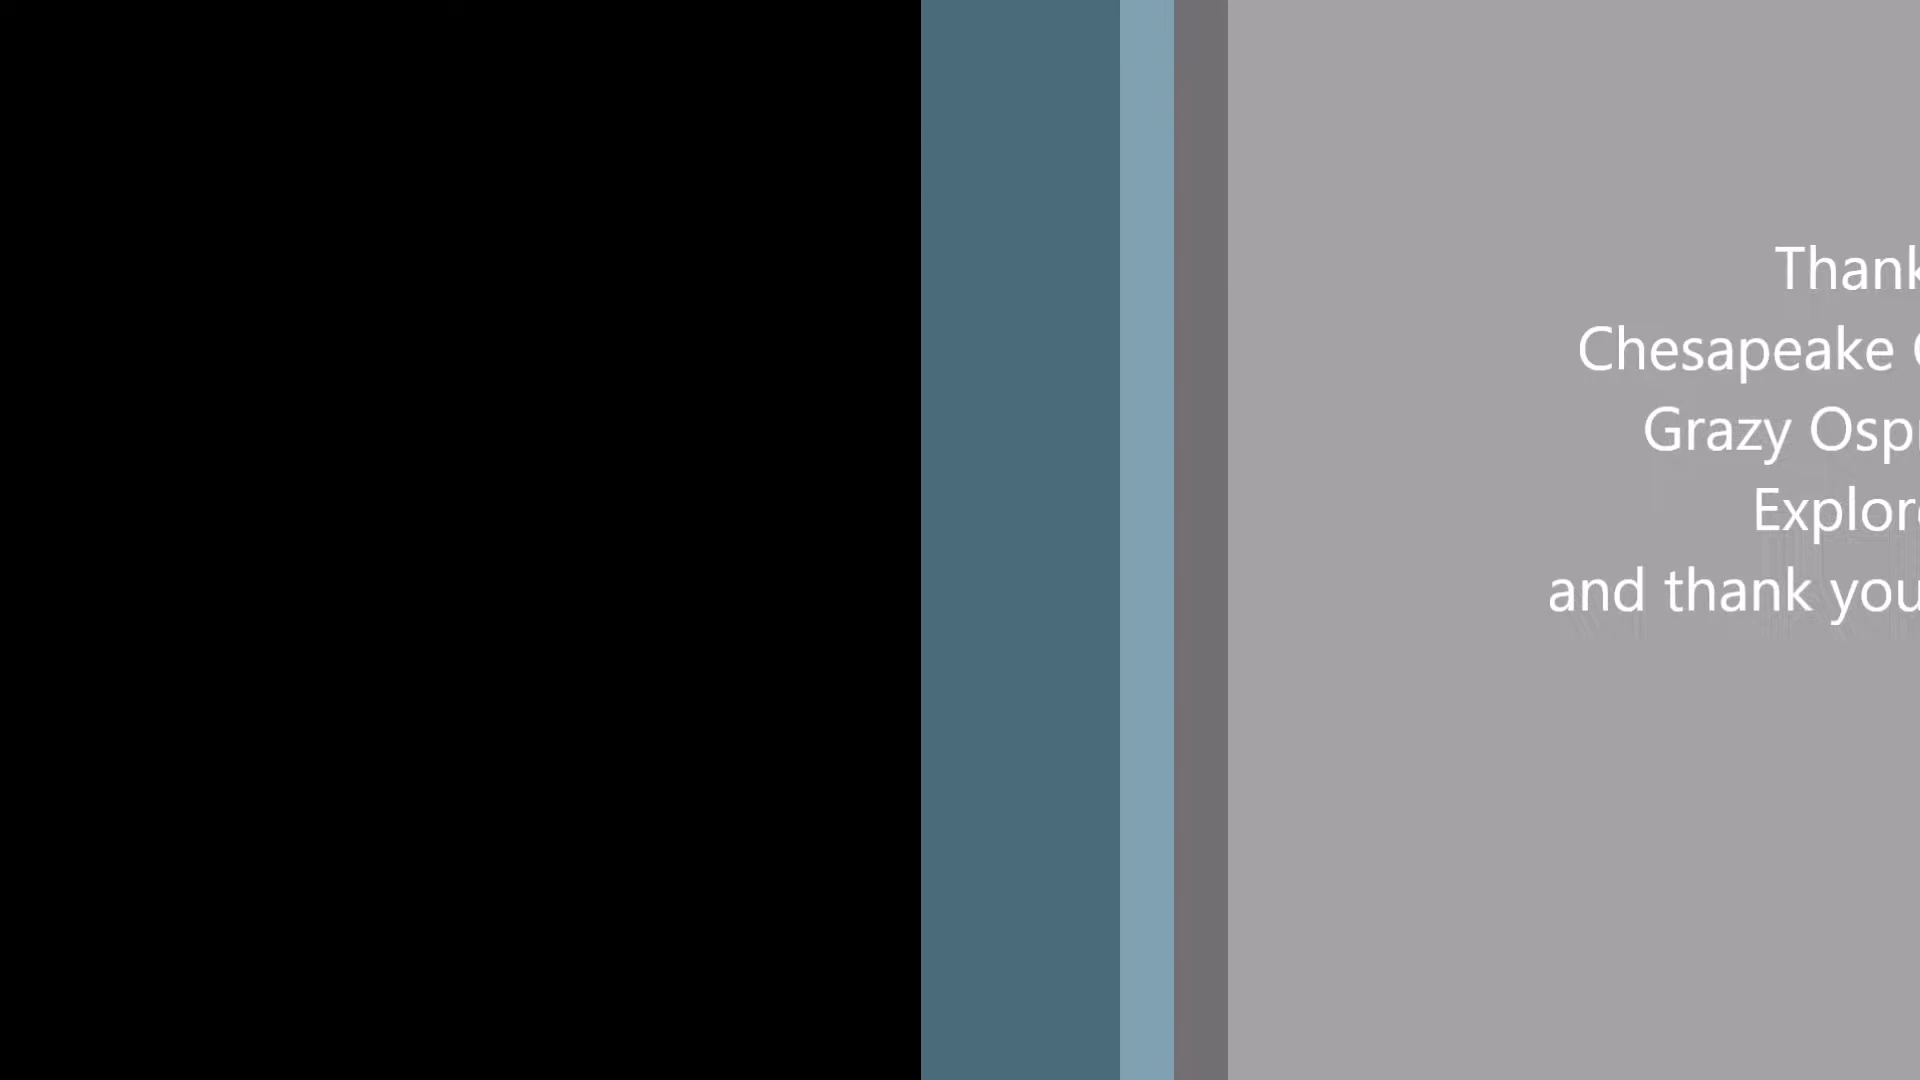 Thank
Chesapeake
Grazy Osp
Explor
and thank you